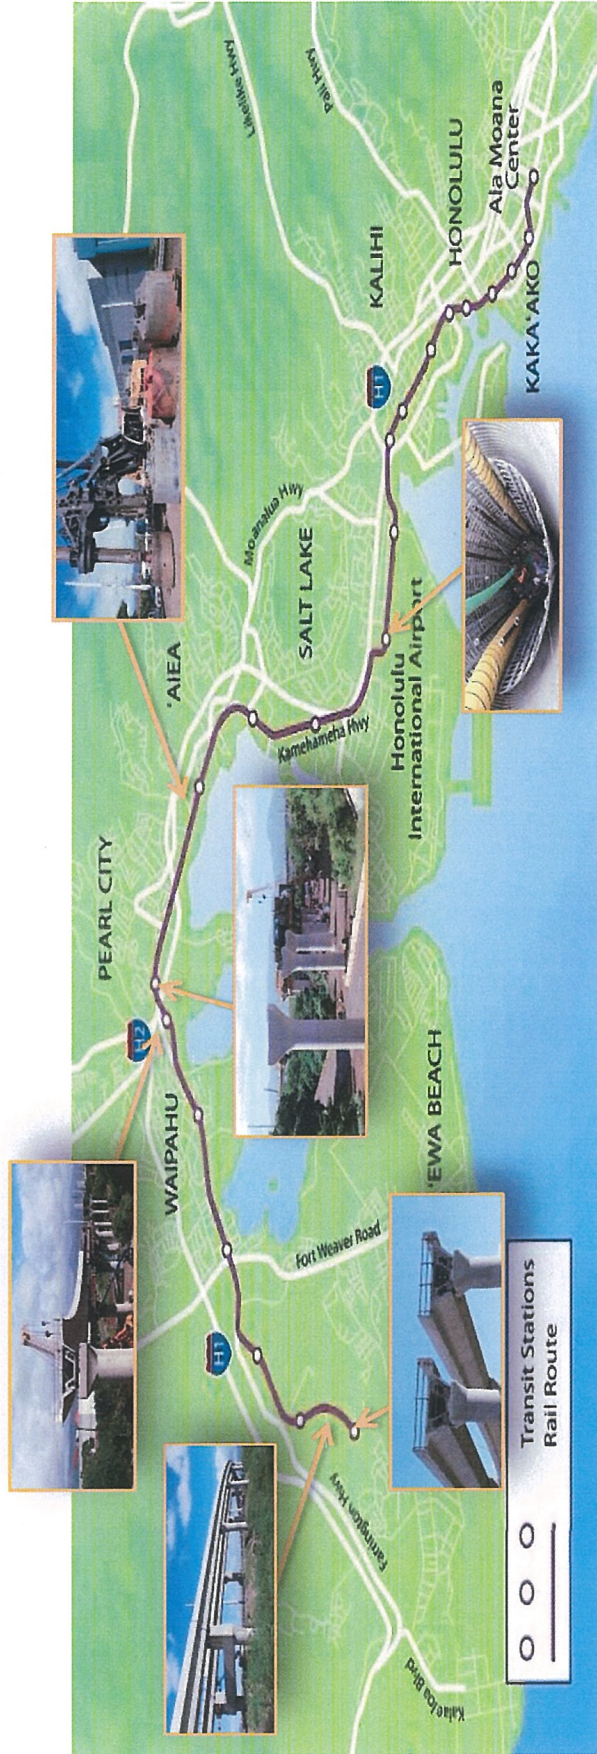 Likelike Hwy
Pali Hwy
HONOLULU
Ala Moana
Center
KALIHI
H1
KAKA'AKO
Moanalua Hwy
SALT LAKE
'AIEA
Kamehameha Hwy
Honolulu
International Airport
PEARL CITY
H2
WAIPAHU
'EWA BEACH
Fort Weaver Road
H1
Farrington Hwy
Kalaeloa Blvd
Transit Stations
Rail Route